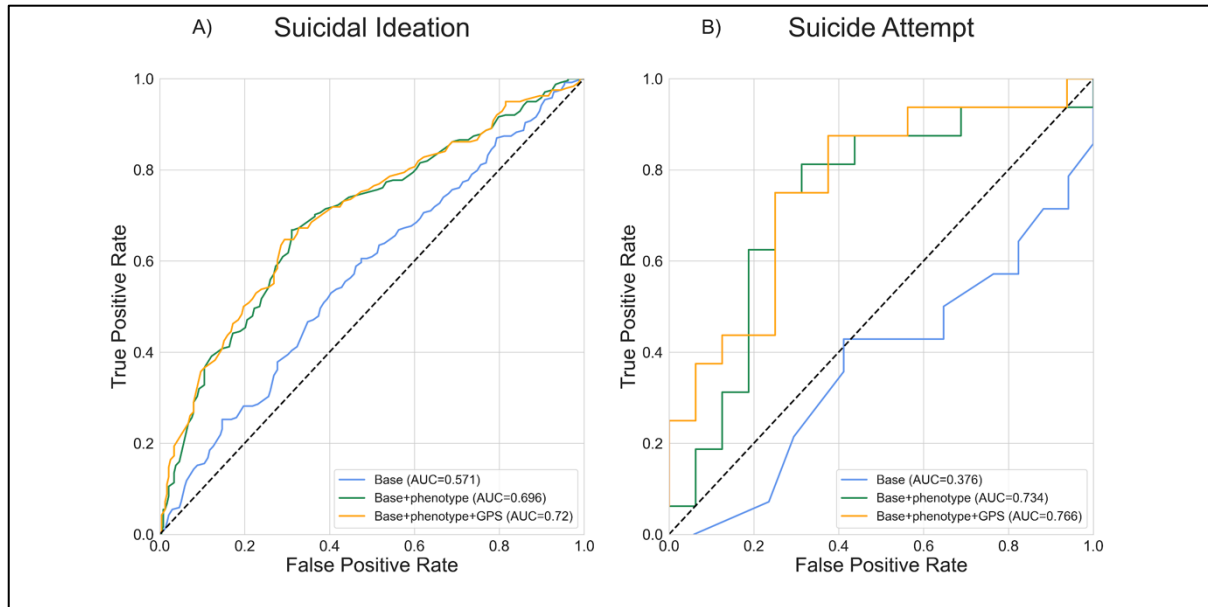 A) Suicidal Ideation
True Positive Rate
1.0
0.8
0.6
0.4
0.2
0.0
Base (AUC=0.571)
Base+phenotype (AUC=0.696)
Base+phenotype+GPS (AUC=0.72)
0.0 0.2 0.4 0.6 0.8 1.0
False Positive Rate
B) Suicide Attempt
True Positive Rate
1.0
0.8
0.6
0.4
0.2
0.0
Base (AUC=0.376)
Base+phenotype (AUC=0.734)
Base+phenotype+GPS (AUC=0.766)
0.0 0.2 0.4 0.6 0.8 1.0
False Positive Rate